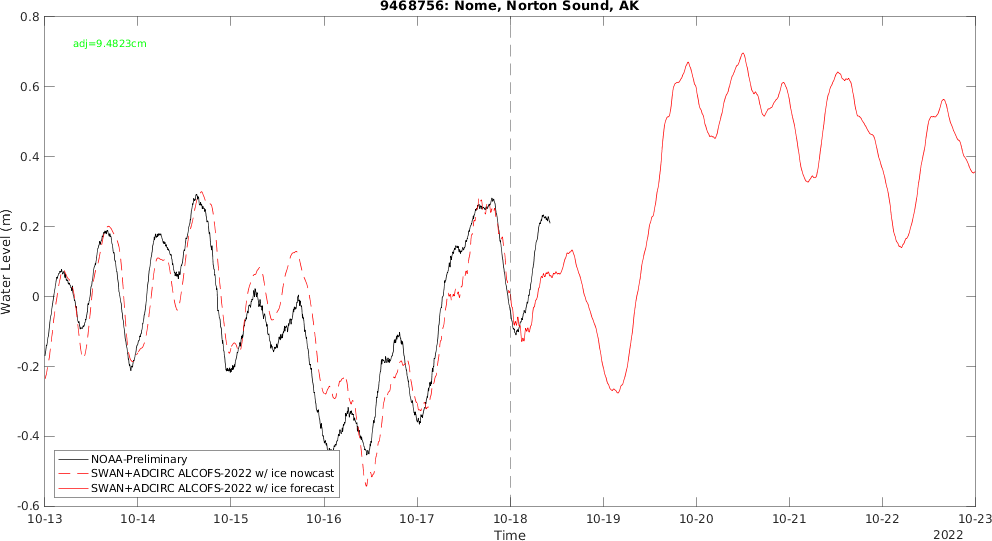 9468756: Nome, Norton Sound, AK
adj=9.4823cm
0.8
0.6
0.4
0.2
0
-0.2
-0.4
-0.6
Water Level (m)
NOAA-Preliminary
SWAN+ADCIRC ALCOFS-2022 w/ ice nowcast
SWAN+ADCIRC ALCOFS-2022 w/ ice forecast
10-13 10-14 10-15 10-16 10-17 10-18 10-19 10-20 10-21 10-22 10-23
Time
2022